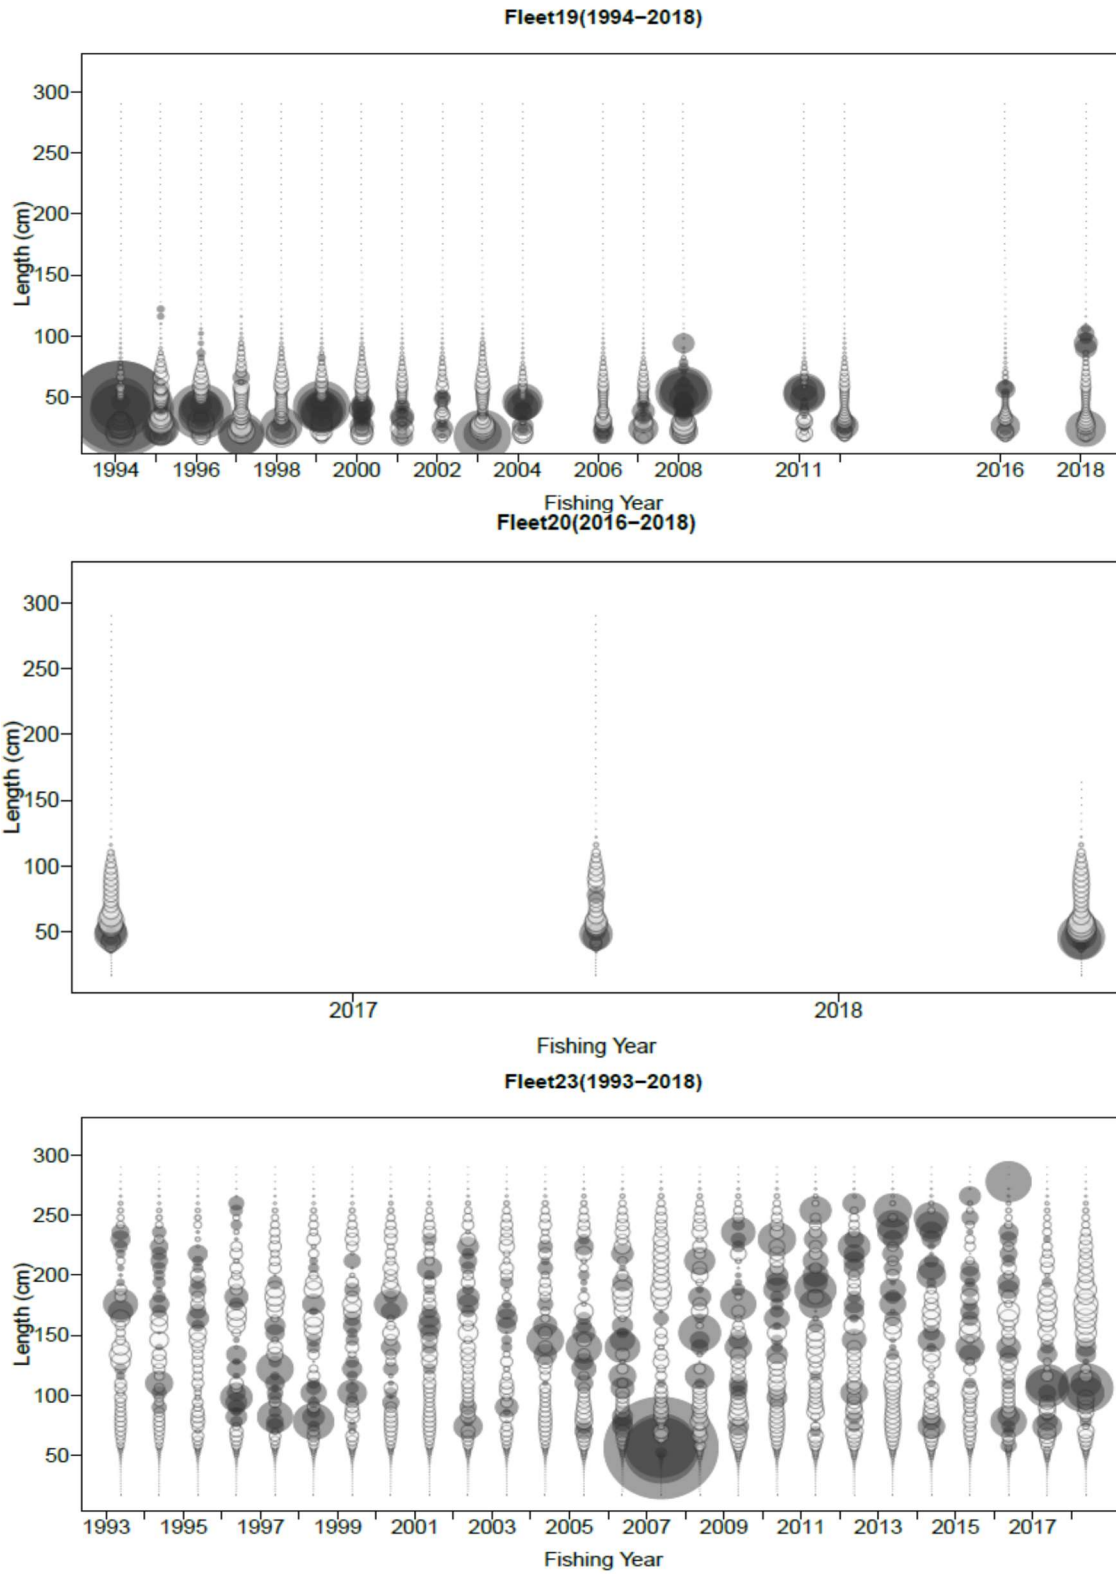 Fleet19(1994−2018)
300
250
200
150
100
50
Length (cm)
1994 1996 1998 2000 2002 2004 2006 2008 2011 2016 2018
Fishing Year
Fleet20(2016−2018)
300
250
200
150
100
50
Length (cm)
2017 2018
Fishing Year
Fleet23(1993−2018)
300
250
200
150
100
50
Length (cm)
1993 1995 1997 1999 2001 2003 2005 2007 2009 2011 2013 2015 2017
Fishing Year